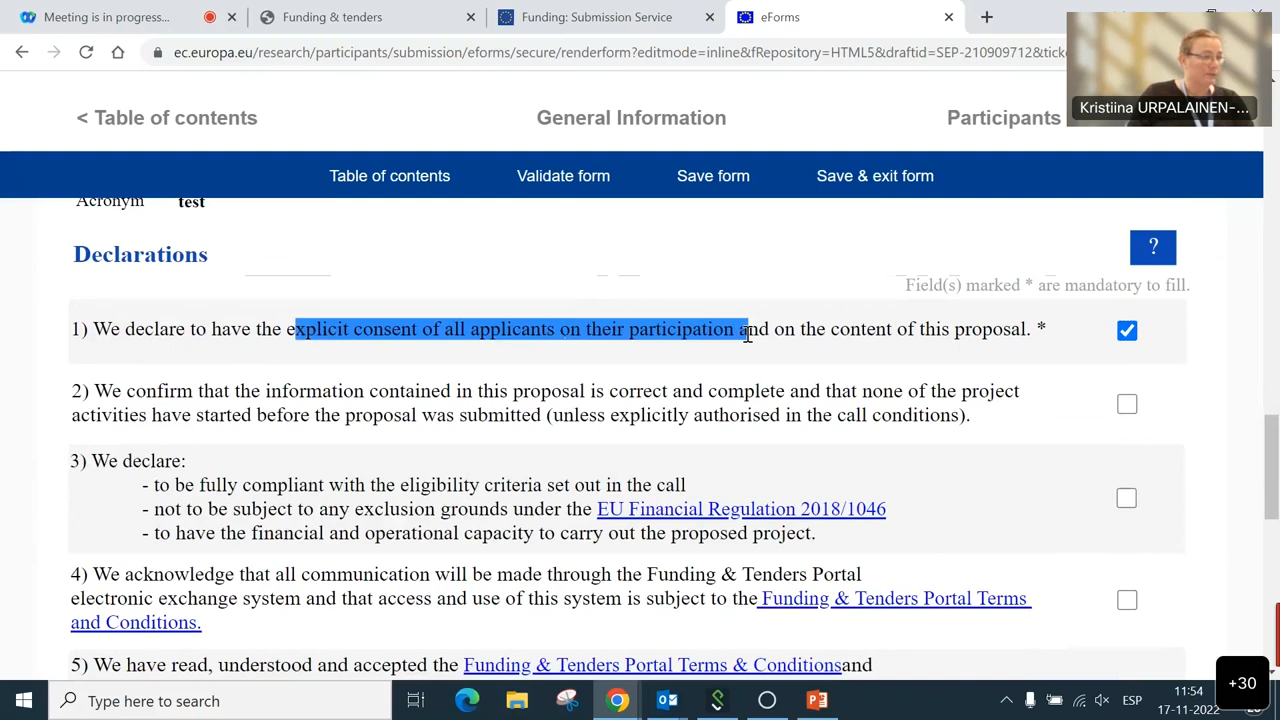 Meeting is in progress...
Funding & tenders
Funding: Submission Service
eForms
ec.europa.eu/research/participants/submission/eforms/secure/renderform?editmode=inline&fRepository=HTML5&draftid=SEP-210909712&tick
Kristiina URPALAINEN-...
< Table of contents
General Information
Participants
Table of contents
Validate form
Save form
Save & exit form
Acronym test
Declarations
?
Field(s) marked * are mandatory to fill.
1) We declare to have the explicit consent of all applicants on their participation and on the content of this proposal. *
2) We confirm that the information contained in this proposal is correct and complete and that none of the project
activities have started before the proposal was submitted (unless explicitly authorised in the call conditions).
3) We declare:
- to be fully compliant with the eligibility criteria set out in the call
- not to be subject to any exclusion grounds under the EU Financial Regulation 2018/1046
- to have the financial and operational capacity to carry out the proposed project.
4) We acknowledge that all communication will be made through the Funding & Tenders Portal
electronic exchange system and that access and use of this system is subject to the Funding & Tenders Portal Terms
and Conditions.
5) We have read, understood and accepted the Funding & Tenders Portal Terms & Conditionsand
+30
Type here to search
ESP
11:54
17-11-2022